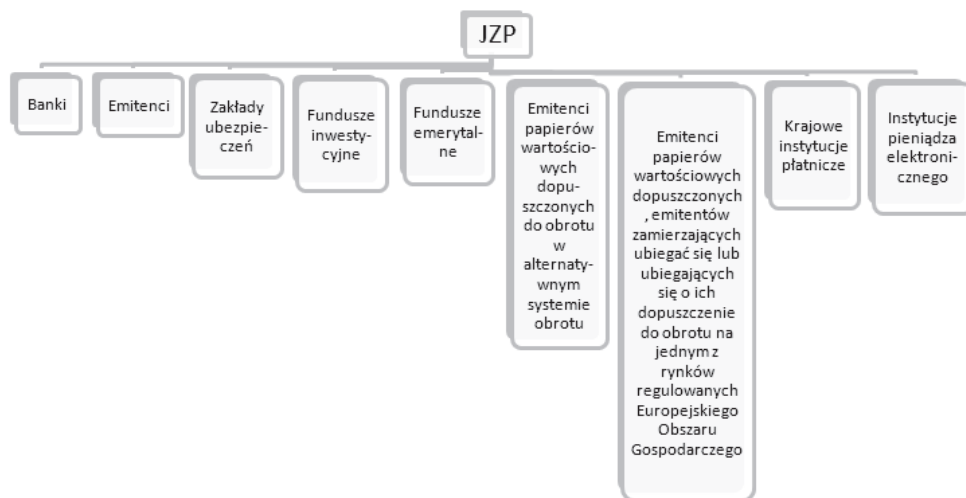 JZP
Banki
Emitenci
Zakłady
ubezpie-
czeń
Fundusze
inwesty-
cyjne
Fundusze
emerytal-
ne
Emitenci
papierów
wartościo-
wych
dopu-
szczonych
do obrotu
w
alternaty-
wnym
systemie
obrotu
Emitenci
papierów
wartościowych
dopuszczonych
, emitentów
zamierzających
ubiegać się lub
ubiegających
się o ich
dopuszczenie
do obrotu na
jednym z
rynków
regulowanych
Europejskiego
Obszaru
Gospodarczego
Krajowe
instytucje
płatnicze
Instytucje
pieniądza
elektroni-
cznego